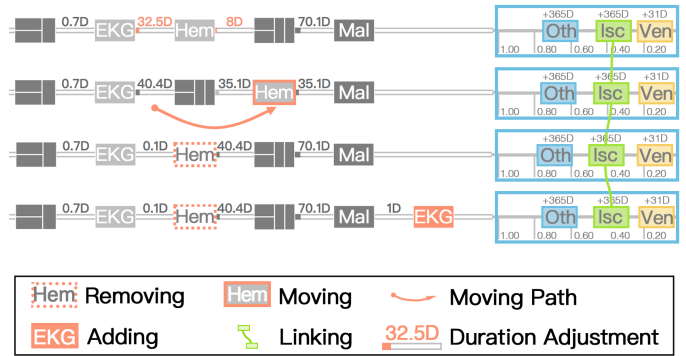 0.7D EKG 32.5D Hem 8D 70.1D Mal +365D Oth +365D Isc +31D Ven
1.00 0.80 0.60 0.40 0.20
0.7D EKG 40.4D 35.1D Hem 35.1D Mal +365D Oth +365D Isc +31D Ven
1.00 0.80 0.60 0.40 0.20
0.7D EKG 0.1D Hem 40.4D 70.1D Mal +365D Oth +365D Isc +31D Ven
1.00 0.80 0.60 0.40 0.20
0.7D EKG 0.1D Hem 40.4D 70.1D Mal 1D EKG +365D Oth +365D Isc +31D Ven
1.00 0.80 0.60 0.40 0.20
Hem Removing Hem Moving Moving Path
EKG Adding Linking 32.5D Duration Adjustment